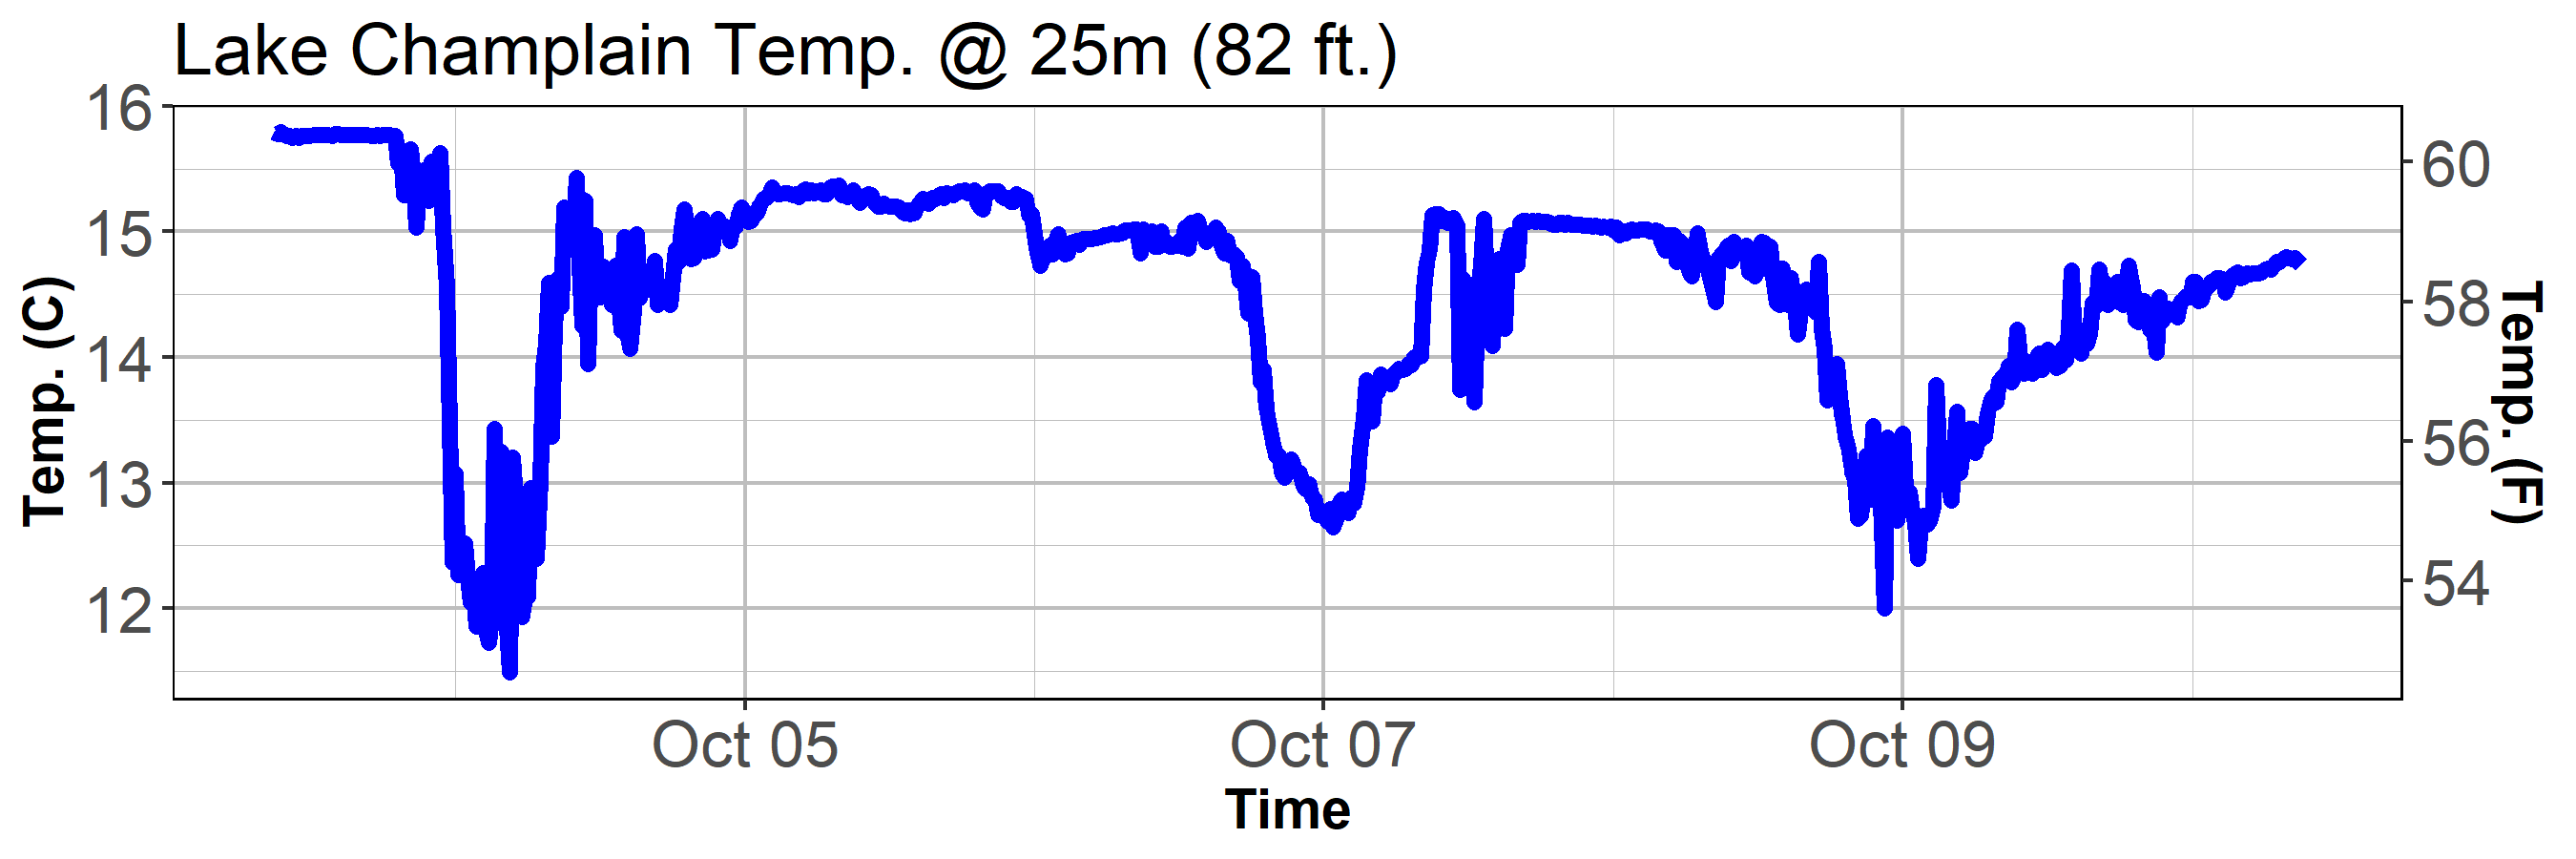 Lake Champlain Temp. @ 25m (82 ft.)
16
15
14
13
12
Temp. (C)
60
58
56
54
Temp. (F)
Oct 05
Oct 07
Oct 09
Time